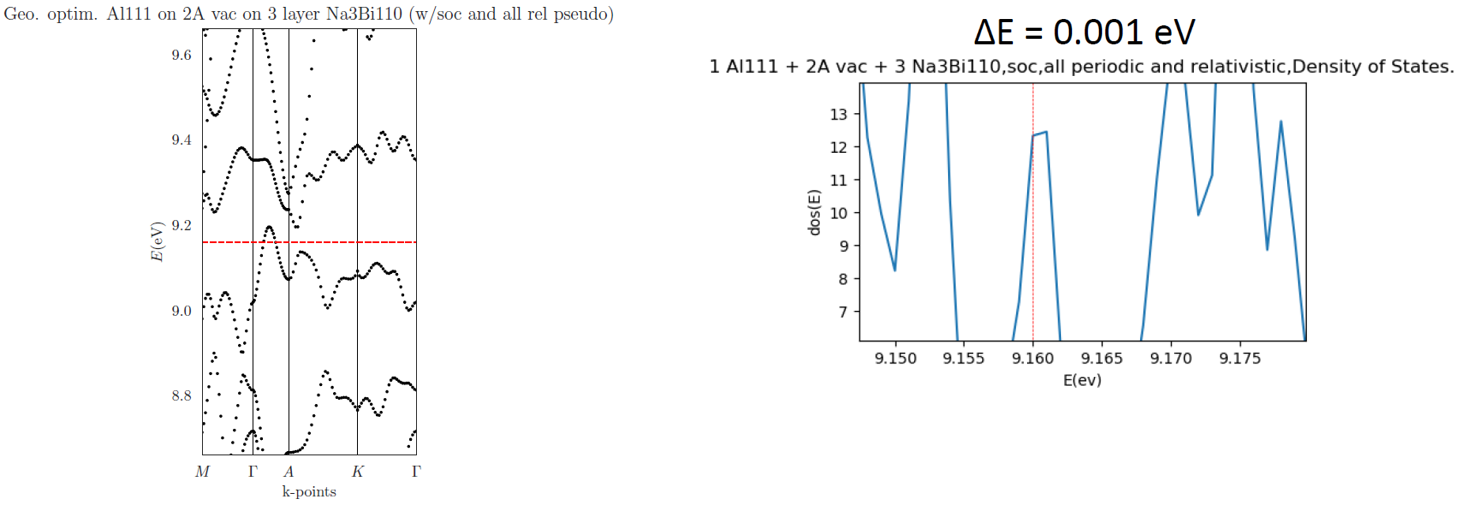 Geo. optim. Al111 on 2A vac on 3 layer Na3Bi110 (w/soc and all rel pseudo)
9.6
9.4
9.2
9.0
8.8
E(eV)
M Γ A K Γ
k-points
ΔE = 0.001 eV
1 Al111 + 2A vac + 3 Na3Bi110,soc,all periodic and relativistic,Density of States.
13
12
11
10
9
8
7
dos(E)
9.150 9.155 9.160 9.165 9.170 9.175
E(ev)